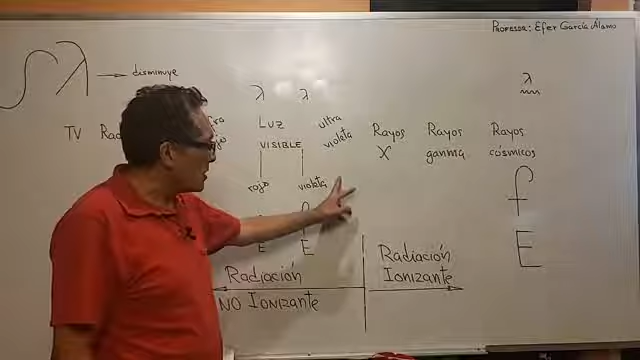 Profesor: Efer García Álamo
λ → disminuye
λ
λ λ
TV
LUZ
VISIBLE
rojo violeta
ultra
violeta
Rayos
X
Rayos
gamma
Rayos
cósmicos
f
E
E E
Radiación
NO IONIZANTE
Radiación
Ionizante